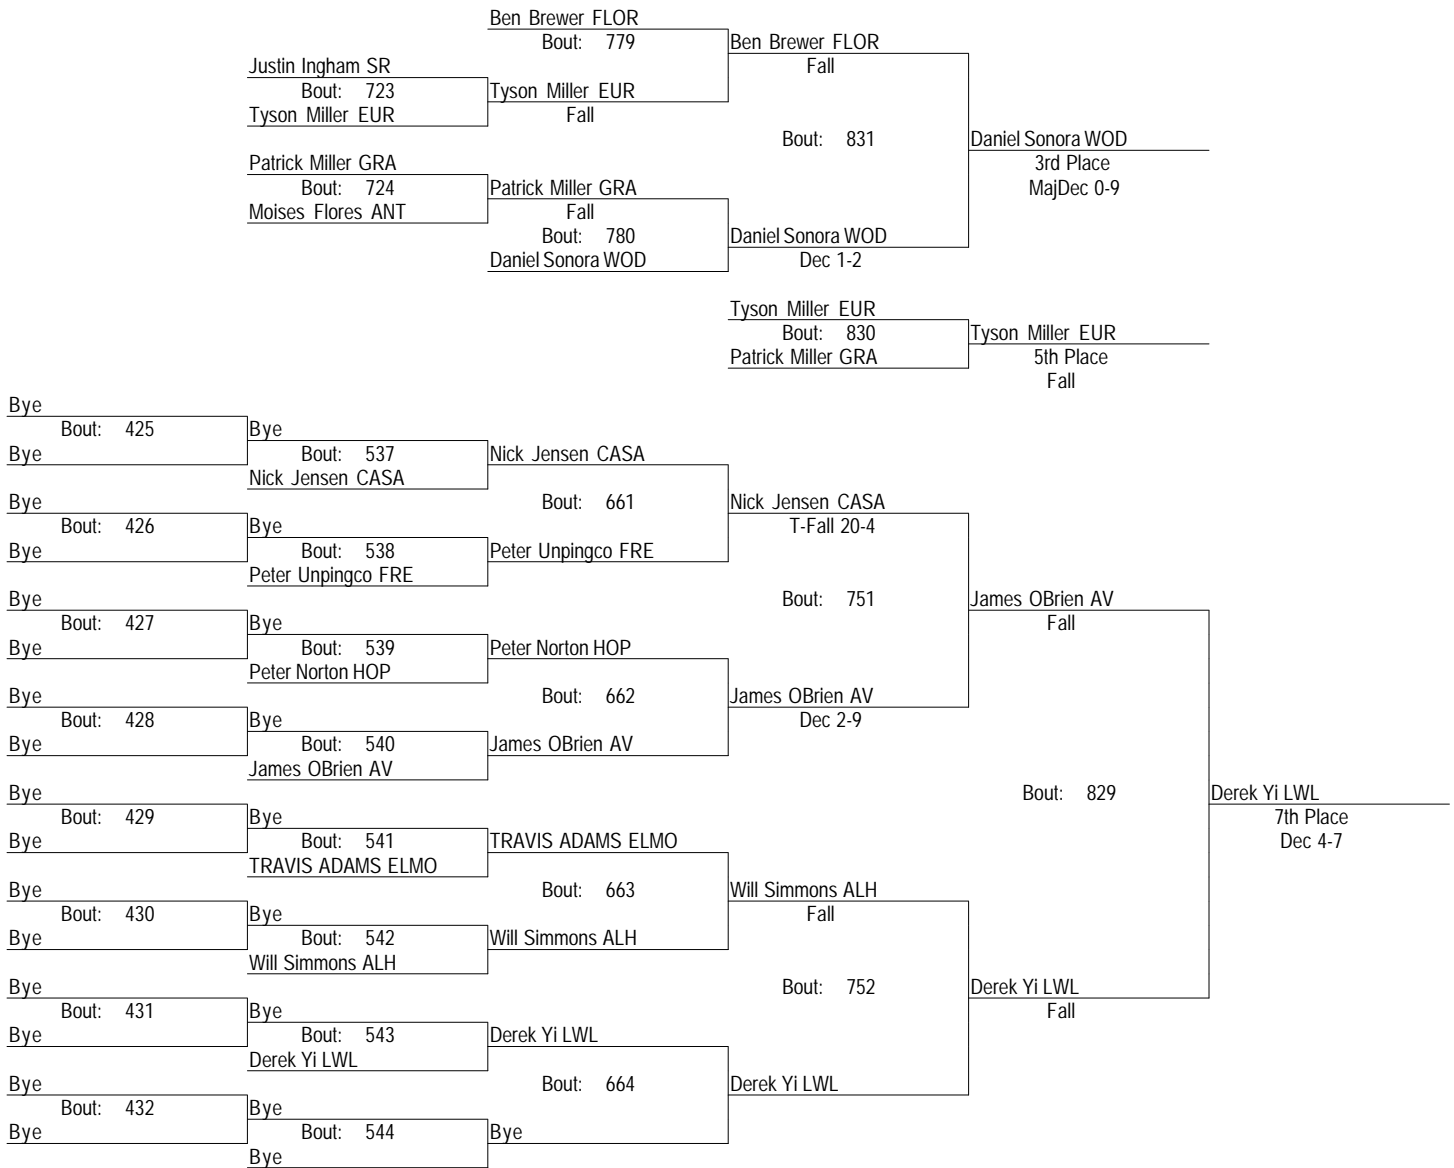 Ben Brewer FLOR
Bout: 779
Ben Brewer FLOR
Fall
Justin Ingham SR
Bout: 723
Tyson Miller EUR
Tyson Miller EUR
Fall
Bout: 831
Daniel Sonora WOD
3rd Place
MajDec 0-9
Patrick Miller GRA
Bout: 724
Moises Flores ANT
Patrick Miller GRA
Fall
Bout: 780
Daniel Sonora WOD
Daniel Sonora WOD
Dec 1-2
Tyson Miller EUR
Bout: 830
Patrick Miller GRA
Tyson Miller EUR
5th Place
Fall
Bye
Bout: 425
Bye
Bye
Bout: 537
Nick Jensen CASA
Nick Jensen CASA
Bout: 661
Nick Jensen CASA
T-Fall 20-4
Bye
Bout: 426
Bye
Bye
Bout: 538
Peter Unpingco FRE
Peter Unpingco FRE
Bout: 751
James OBrien AV
Fall
Bye
Bout: 427
Bye
Bye
Bout: 539
Peter Norton HOP
Peter Norton HOP
Bout: 662
James OBrien AV
Dec 2-9
Bye
Bout: 428
Bye
Bye
Bout: 540
James OBrien AV
James OBrien AV
Bout: 829
Derek Yi LWL
7th Place
Dec 4-7
Bye
Bout: 429
Bye
Bye
Bout: 541
TRAVIS ADAMS ELMO
TRAVIS ADAMS ELMO
Bout: 663
Will Simmons ALH
Fall
Bye
Bout: 430
Bye
Bye
Bout: 542
Will Simmons ALH
Will Simmons ALH
Bout: 752
Derek Yi LWL
Fall
Bye
Bout: 431
Bye
Bye
Bout: 543
Derek Yi LWL
Derek Yi LWL
Bout: 664
Derek Yi LWL
Bye
Bout: 432
Bye
Bye
Bout: 544
Bye
Bye